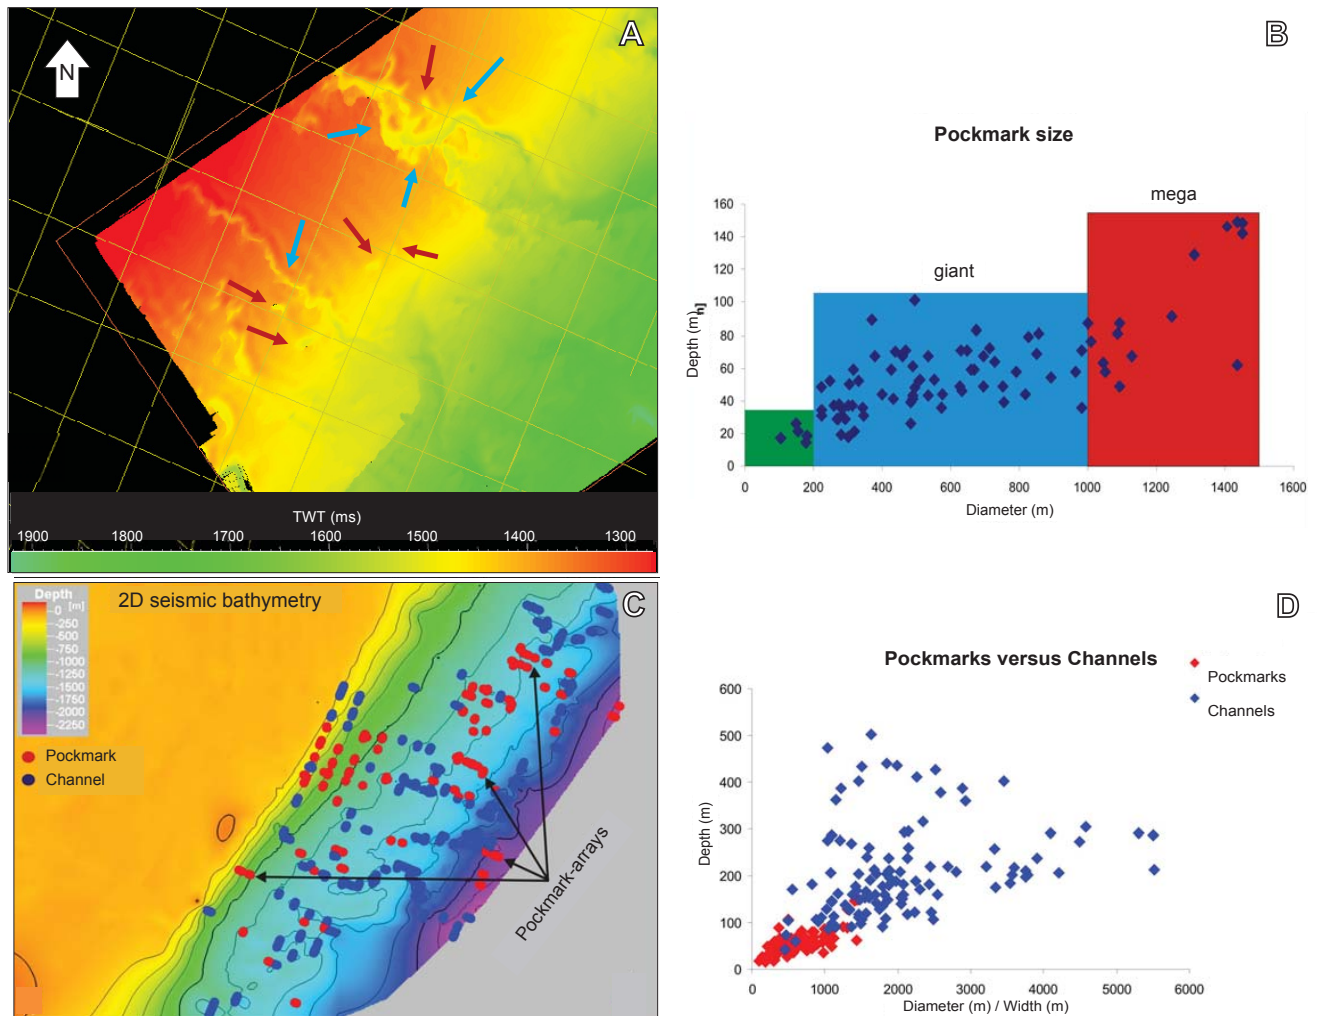 A
N
TWT (ms)
1900 1800 1700 1600 1500 1400 1300
B
Pockmark size
mega
giant
160
140
120
100
80
60
40
20
0
Depth (m)
0 200 400 600 800 1000 1200 1400 1600
Diameter (m)
C
2D seismic bathymetry
Depth
[m]
0
-250
-500
-750
-1000
-1250
-1500
-1750
-2000
-2250
Pockmark
Channel
Pockmark-arrays
D
Pockmarks versus Channels
Pockmarks
Channels
600
500
400
300
200
100
0
Depth (m)
0 1000 2000 3000 4000 5000 6000
Diameter (m) / Width (m)